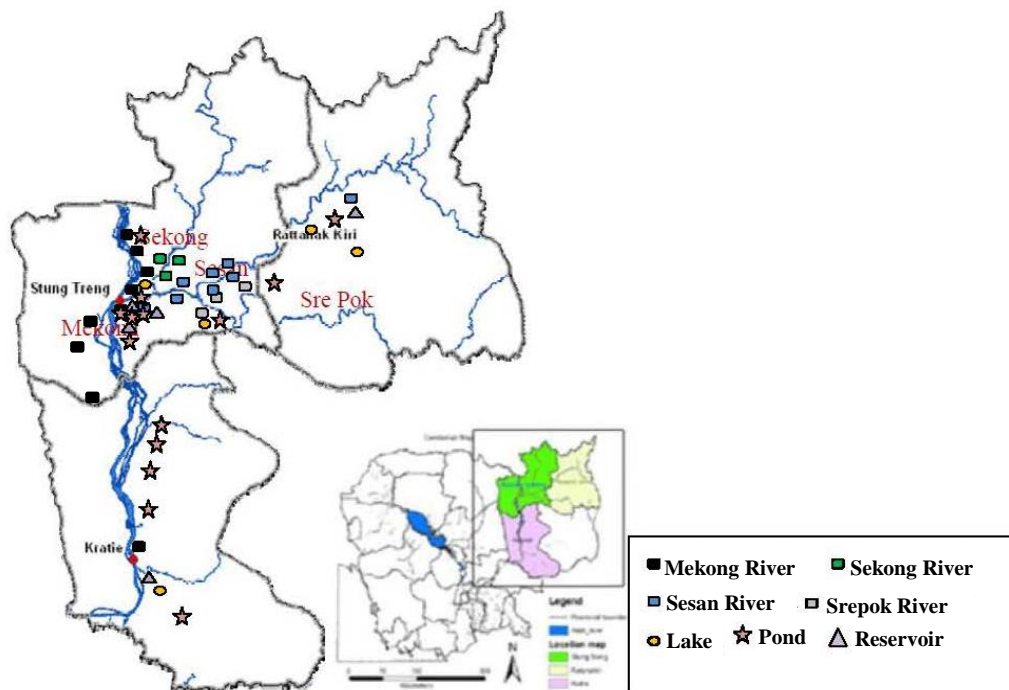 Sekong
Rattanak Kiri
Sesan
Stung Treng
Sre Pok
Mekong
Kratie
Legend
Location map
Mekong River
Sekong River
Sesan River
Srepok River
Lake
Pond
Reservoir
N